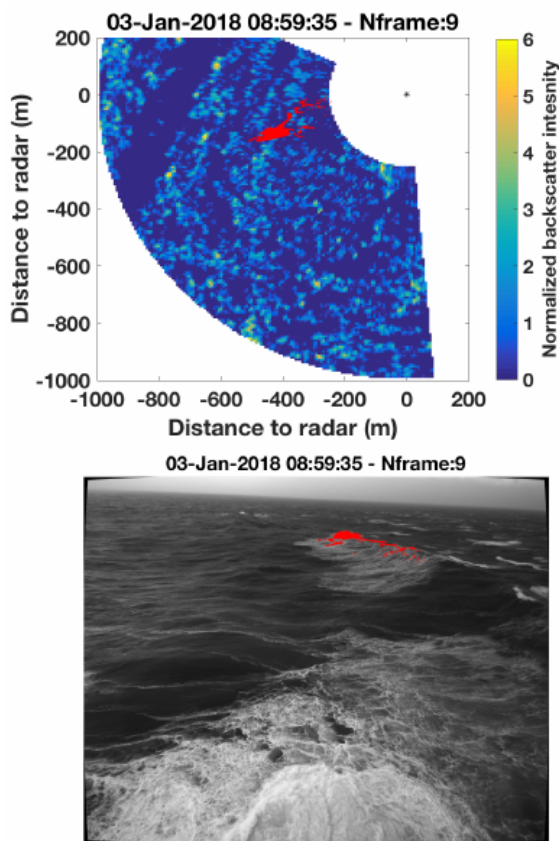 03-Jan-2018 08:59:35 - Nframe:9
200
0
-200
-400
-600
-800
-1000
Distance to radar (m)
-1000 -800 -600 -400 -200 0 200
Distance to radar (m)
6
5
4
3
2
1
0
Normalized backscatter intesnity
03-Jan-2018 08:59:35 - Nframe:9